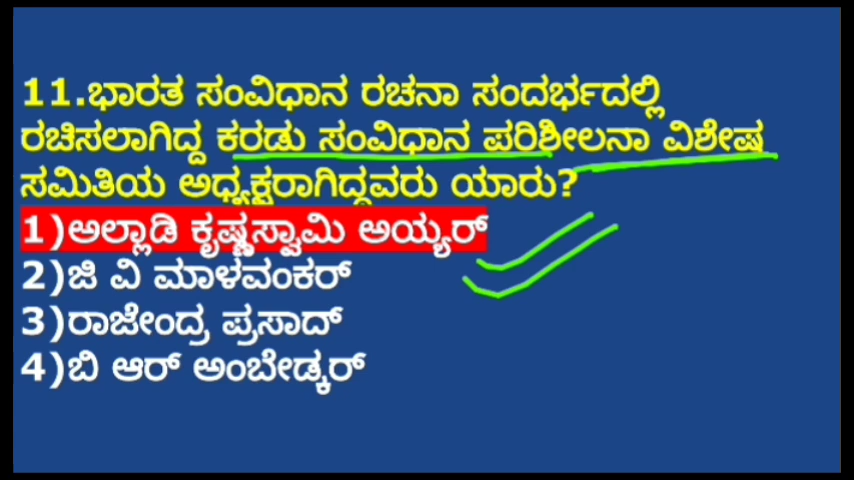 11.ಭಾರತ ಸಂವಿಧಾನ ರಚನಾ ಸಂದರ್ಭದಲ್ಲಿ
ರಚಿಸಲಾಗಿದ್ದ ಕರಡು ಸಂವಿಧಾನ ಪರಿಶೀಲನಾ ವಿಶೇಷ
ಸಮಿತಿಯ ಅಧ್ಯಕ್ಷರಾಗಿದ್ದವರು ಯಾರು?
1)ಅಲ್ಲಾಡಿ ಕೃಷ್ಣಸ್ವಾಮಿ ಅಯ್ಯರ್
2)ಜಿ ವಿ ಮಾಳವಂಕರ್
3)ರಾಜೇಂದ್ರ ಪ್ರಸಾದ್
4)ಬಿ ಆರ್ ಅಂಬೇಡ್ಕರ್